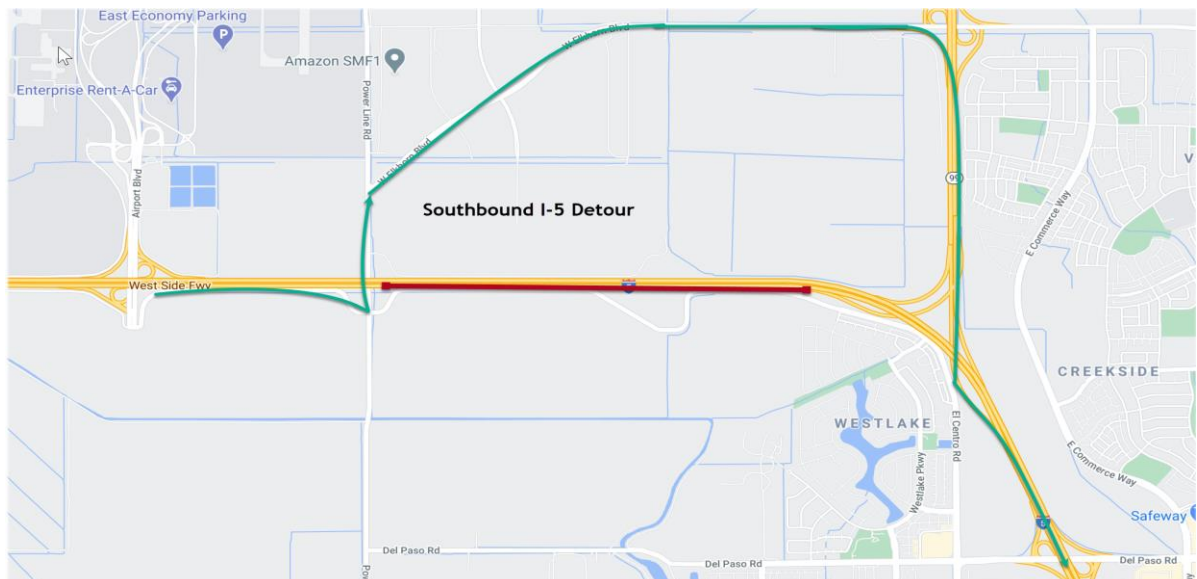 East Economy Parking
P
Amazon SMF1
Enterprise Rent-A-Car
Power Line Rd
W Elkhorn Blvd
W Elkhorn Blvd
Airport Blvd
99
E Commerce Way
Southbound I-5 Detour
West Side Fwy
5
CREEKSIDE
WESTLAKE
El Centro Rd
Westlake Pkwy
E Commerce Way
Safeway
5
Del Paso Rd
Del Paso Rd
Del Paso Rd